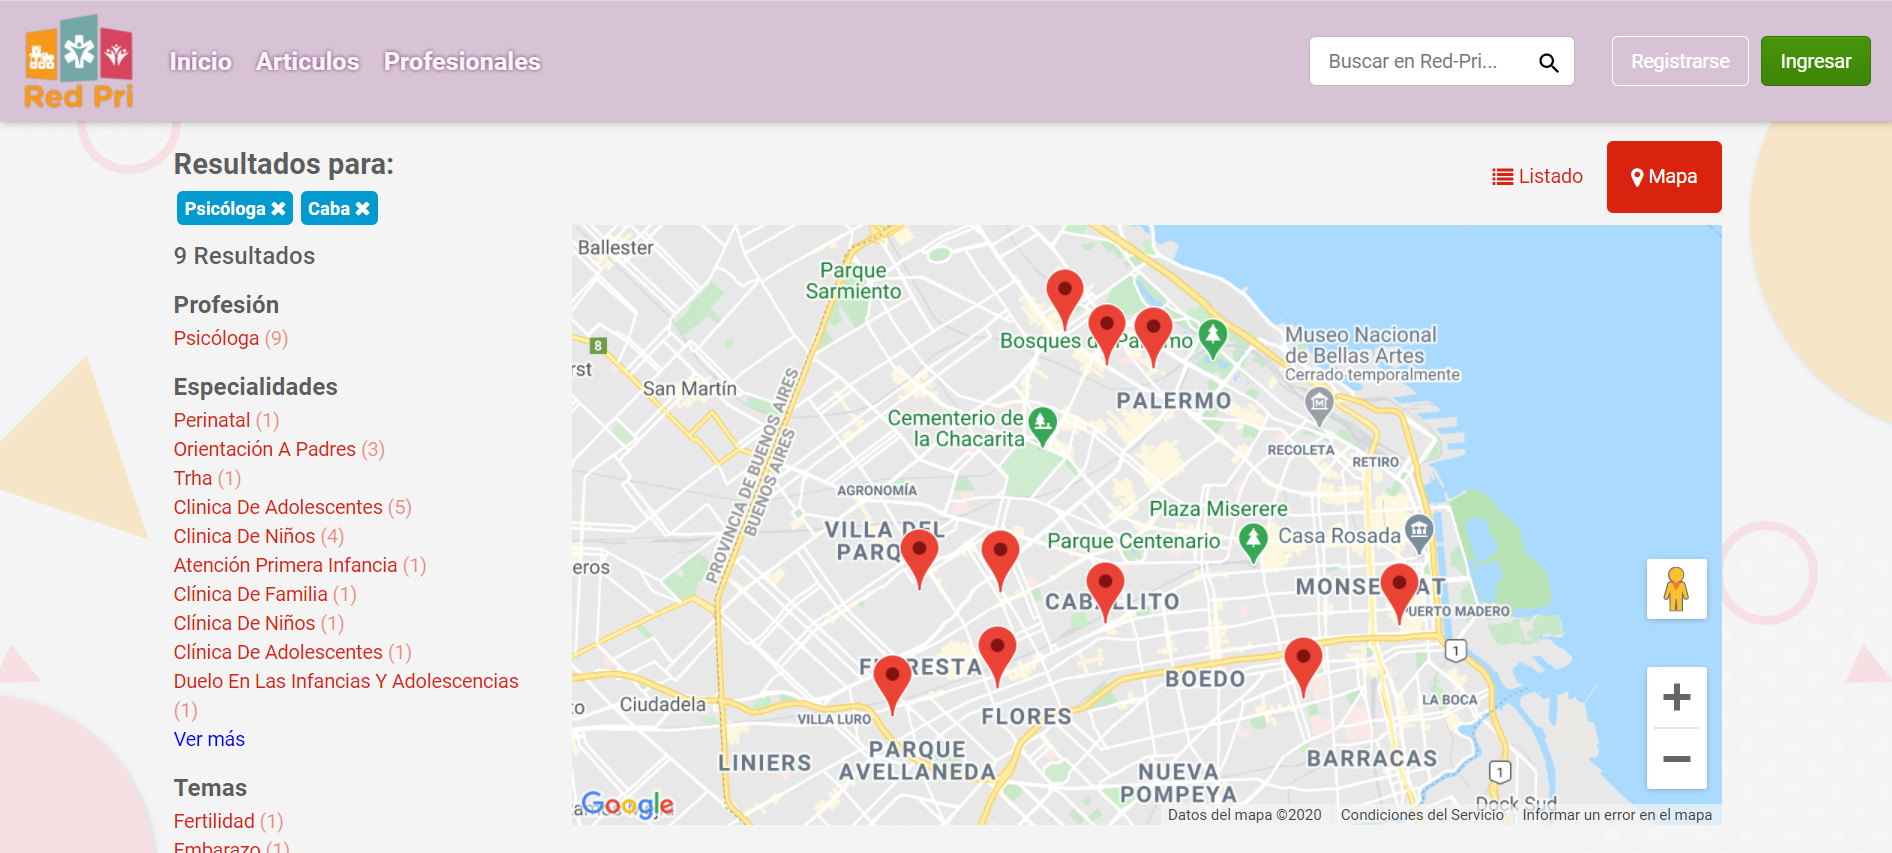 Red Pri
Inicio
Articulos
Profesionales
Buscar en Red-Pri...
Registrarse
Ingresar
Resultados para:
Psicóloga ✖
Caba ✖
Listado
Mapa
9 Resultados
Profesión
Psicóloga (9)
Especialidades
Perinatal (1)
Orientación A Padres (3)
Trha (1)
Clinica De Adolescentes (5)
Clinica De Niños (4)
Atención Primera Infancia (1)
Clínica De Familia (1)
Clínica De Niños (1)
Clínica De Adolescentes (1)
Duelo En Las Infancias Y Adolescencias
(1)
Ver más
Temas
Fertilidad (1)
Embarazo (1)
Ballester
Parque
Sarmiento
8
San Martín
PROVINCIA DE BUENOS AIRES
BUENOS AIRES
Bosques de Palermo
Museo Nacional
de Bellas Artes
Cerrado temporalmente
PALERMO
Cementerio de
la Chacarita
RECOLETA
RETIRO
AGRONOMÍA
Plaza Miserere
VILLA DEL
PARQ
Parque Centenario
Casa Rosada
CABALLITO
MONSERRAT
PUERTO MADERO
1
FLORESTA
BOEDO
Ciudadela
VILLA LURO
FLORES
LA BOCA
PARQUE
AVELLANEDA
LINIERS
NUEVA
POMPEYA
BARRACAS
1
Dock Sud
Google
Datos del mapa ©2020
Condiciones del Servicio
Informar un error en el mapa